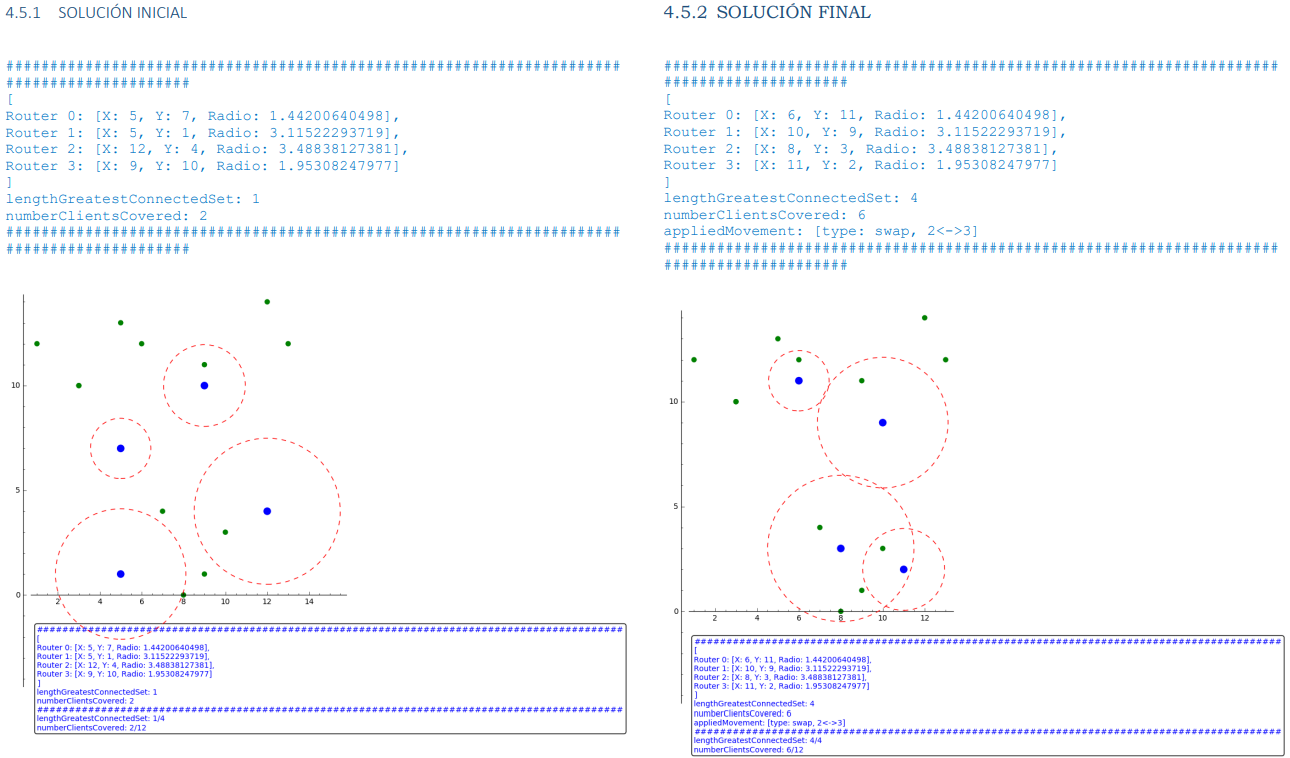 4.5.1 SOLUCIÓN INICIAL
######################################################################
#####################
[
Router 0: [X: 5, Y: 7, Radio: 1.44200640498],
Router 1: [X: 5, Y: 1, Radio: 3.11522293719],
Router 2: [X: 12, Y: 4, Radio: 3.48838127381],
Router 3: [X: 9, Y: 10, Radio: 1.95308247977]
]
lengthGreatestConnectedSet: 1
numberClientsCovered: 2
######################################################################
#####################
10
5
0
2 4 6 8 10 12 14
###########################################################################################
[
Router 0: [X: 5, Y: 7, Radio: 1.44200640498],
Router 1: [X: 5, Y: 1, Radio: 3.11522293719],
Router 2: [X: 12, Y: 4, Radio: 3.48838127381],
Router 3: [X: 9, Y: 10, Radio: 1.95308247977]
]
lengthGreatestConnectedSet: 1
numberClientsCovered: 2
###########################################################################################
lengthGreatestConnectedSet: 1/4
numberClientsCovered: 2/12
4.5.2 SOLUCIÓN FINAL
######################################################################
#####################
[
Router 0: [X: 6, Y: 11, Radio: 1.44200640498],
Router 1: [X: 10, Y: 9, Radio: 3.11522293719],
Router 2: [X: 8, Y: 3, Radio: 3.48838127381],
Router 3: [X: 11, Y: 2, Radio: 1.95308247977]
]
lengthGreatestConnectedSet: 4
numberClientsCovered: 6
appliedMovement: [type: swap, 2<->3]
######################################################################
#####################
10
5
0
2 4 6 8 10 12
###########################################################################################
[
Router 0: [X: 6, Y: 11, Radio: 1.44200640498],
Router 1: [X: 10, Y: 9, Radio: 3.11522293719],
Router 2: [X: 8, Y: 3, Radio: 3.48838127381],
Router 3: [X: 11, Y: 2, Radio: 1.95308247977]
]
lengthGreatestConnectedSet: 4
numberClientsCovered: 6
appliedMovement: [type: swap, 2<->3]
###########################################################################################
lengthGreatestConnectedSet: 4/4
numberClientsCovered: 6/12